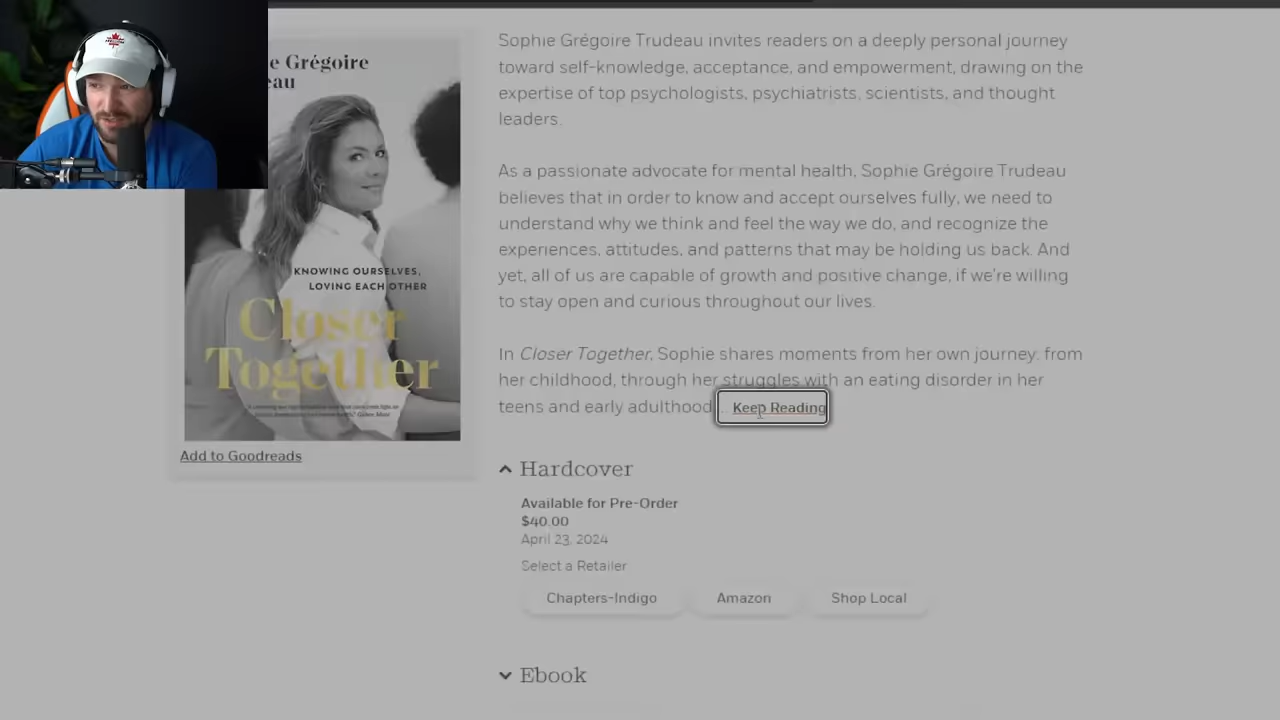 e Grégoire
eau
KNOWING OURSELVES,
LOVING EACH OTHER
Closer
Together
Add to Goodreads
Sophie Grégoire Trudeau invites readers on a deeply personal journey
toward self-knowledge, acceptance, and empowerment, drawing on the
expertise of top psychologists, psychiatrists, scientists, and thought
leaders.
As a passionate advocate for mental health, Sophie Grégoire Trudeau
believes that in order to know and accept ourselves fully, we need to
understand why we think and feel the way we do, and recognize the
experiences, attitudes, and patterns that may be holding us back. And
yet, all of us are capable of growth and positive change, if we're willing
to stay open and curious throughout our lives.
In Closer Together, Sophie shares moments from her own journey: from
her childhood, through her struggles with an eating disorder in her
teens and early adulthood... Keep Reading
Hardcover
Available for Pre-Order
$40.00
April 23, 2024
Select a Retailer
Chapters-Indigo Amazon Shop Local
Ebook